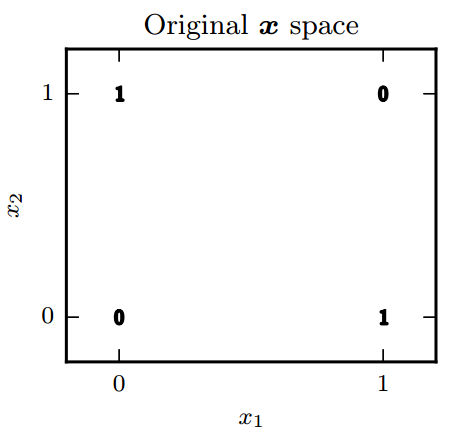 Original x space
1
1 0
x₂
0
0 1
0 1
x₁